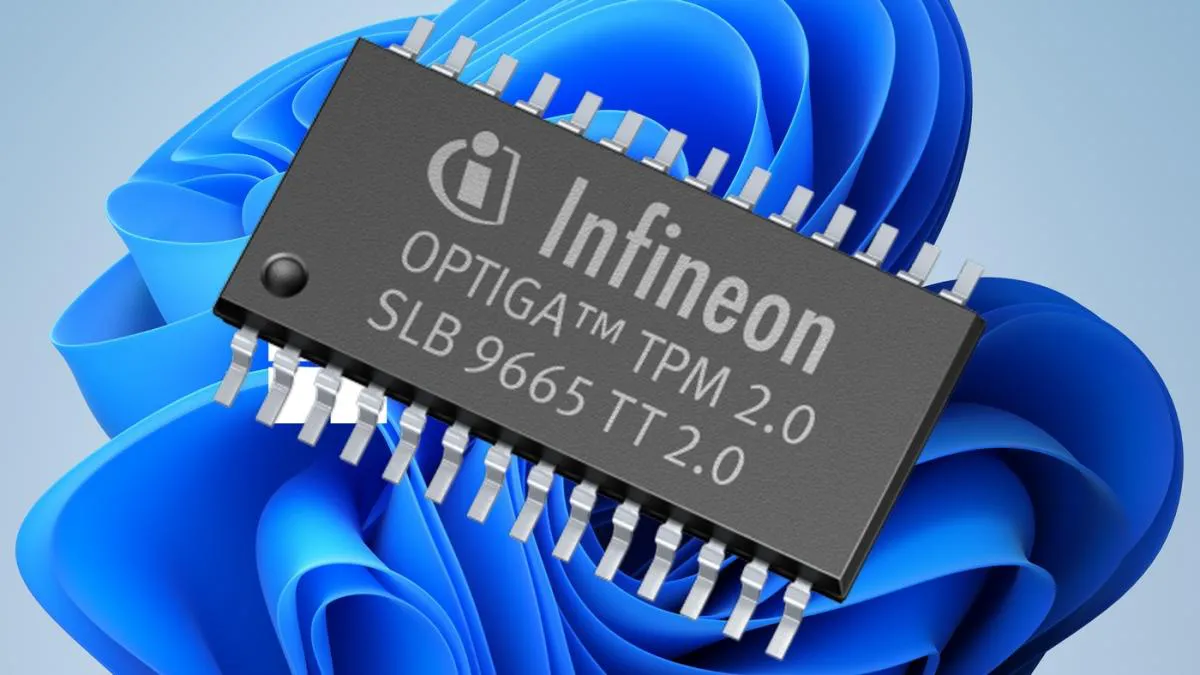 Infineon
OPTIGA™ TPM 2.0
SLB 9665 TT 2.0